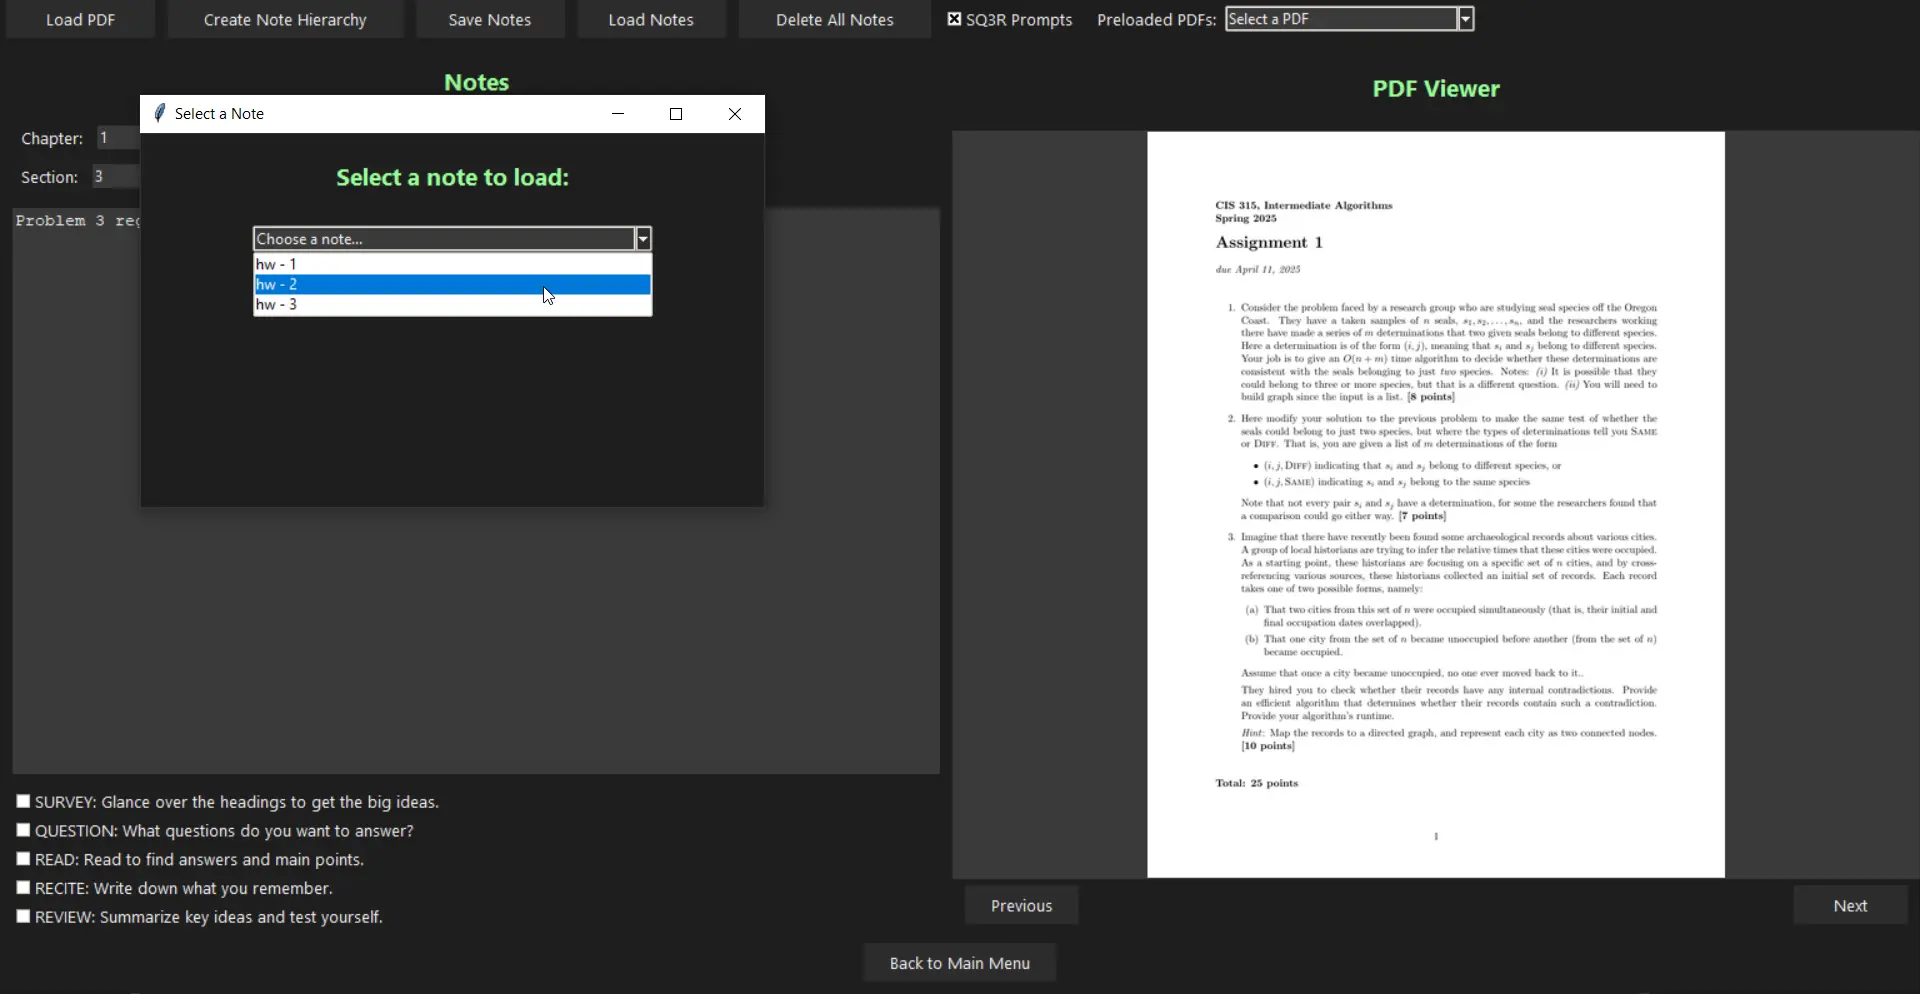 Load PDF
Create Note Hierarchy
Save Notes
Load Notes
Delete All Notes
SQ3R Prompts
Preloaded PDFs:
Select a PDF
Notes
PDF Viewer
Select a Note
Chapter: 1
Section: 3
Problem 3
Select a note to load:
Choose a note...
hw - 1
hw - 2
hw - 3
SURVEY: Glance over the headings to get the big ideas.
QUESTION: What questions do you want to answer?
READ: Read to find answers and main points.
RECITE: Write down what you remember.
REVIEW: Summarize key ideas and test yourself.
CIS 315, Intermediate Algorithms
Spring 2025
Assignment 1
due April 11, 2025
1. Consider the problem faced by a research group who are studying seal species off the Oregon
Coast. They have a taken samples of n seals, s₁, s₂, . . . , sₙ, and the researchers working
there have made a series of m determinations that two given seals belong to different species.
Here a determination is of the form (i, j), meaning that sᵢ and sⱼ belong to different species.
Your job is to give an O(n + m) time algorithm to decide whether these determinations are
consistent with the seals belonging to just two species. Notes: (i) It is possible that they
could belong to three or more species, but that is a different question. (ii) You will need to
build graph since the input is a list. [8 points]
2. Here modify your solution to the previous problem to make the same test of whether the
seals could belong to just two species, but where the types of determinations tell you SAME
or DIFF. That is, you are given a list of m determinations of the form
• (i, j, DIFF) indicating that sᵢ and sⱼ belong to different species, or
• (i, j, SAME) indicating sᵢ and sⱼ belong to the same species
Note that not every pair sᵢ and sⱼ have a determination, for some the researchers found that
a comparison could go either way. [7 points]
3. Imagine that there have recently been found some archaeological records about various cities.
A group of local historians are trying to infer the relative times that these cities were occupied.
As a starting point, these historians are focusing on a specific set of n cities, and by cross-
referencing various sources, these historians collected an initial set of records. Each record
takes one of two possible forms, namely:
(a) That two cities from this set of n were occupied simultaneously (that is, their initial and
final occupation dates overlapped).
(b) That one city from the set of n became unoccupied before another (from the set of n)
became occupied.
Assume that once a city became unoccupied, no one ever moved back to it..
They hired you to check whether their records have any internal contradictions. Provide
an efficient algorithm that determines whether their records contain such a contradiction.
Provide your algorithm's runtime.
Hint: Map the records to a directed graph, and represent each city as two connected nodes.
[10 points]
Total: 25 points
1
Previous
Next
Back to Main Menu